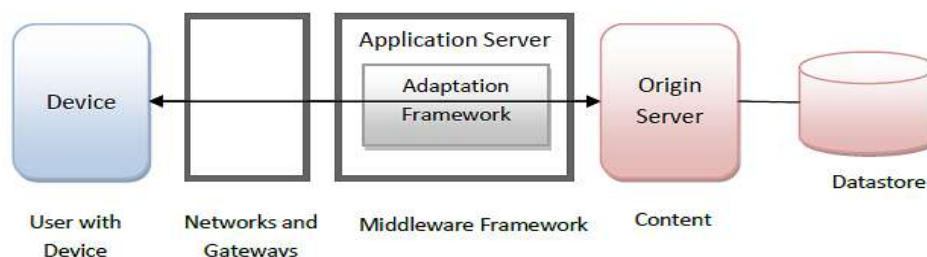 Device
Application Server
Adaptation
Framework
Origin
Server
Datastore
User with
Device
Networks and
Gateways
Middleware Framework
Content